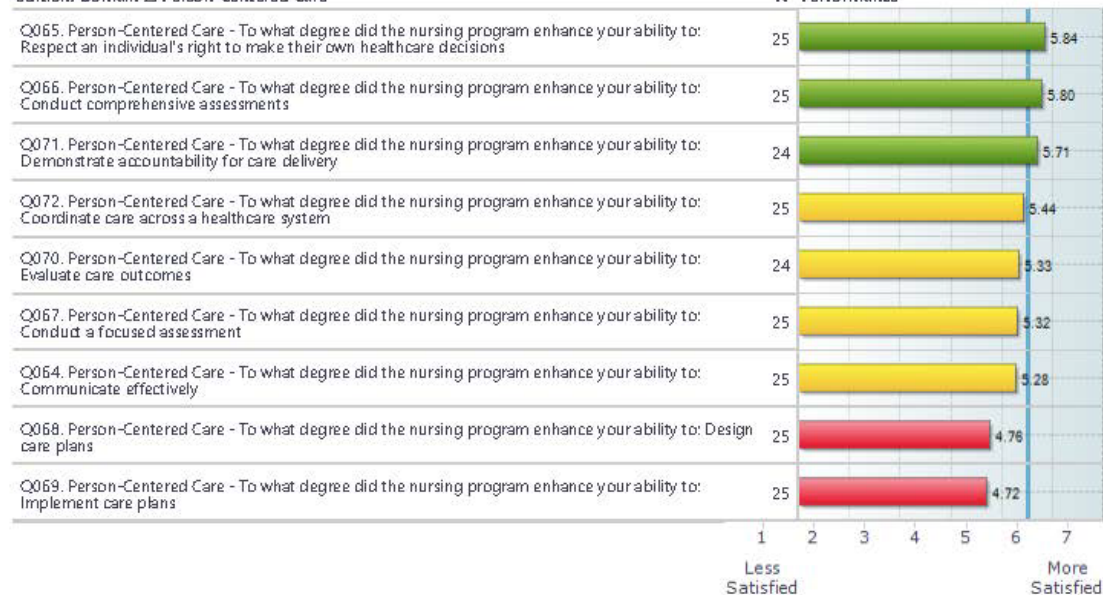 Q065. Person-Centered Care - To what degree did the nursing program enhance your ability to:
Respect an individual's right to make their own healthcare decisions
25
5.84
Q066. Person-Centered Care - To what degree did the nursing program enhance your ability to:
Conduct comprehensive assessments
25
5.80
Q071. Person-Centered Care - To what degree did the nursing program enhance your ability to:
Demonstrate accountability for care delivery
24
5.71
Q072. Person-Centered Care - To what degree did the nursing program enhance your ability to:
Coordinate care across a healthcare system
25
5.44
Q070. Person-Centered Care - To what degree did the nursing program enhance your ability to:
Evaluate care outcomes
24
5.33
Q067. Person-Centered Care - To what degree did the nursing program enhance your ability to:
Conduct a focused assessment
25
5.32
Q064. Person-Centered Care - To what degree did the nursing program enhance your ability to:
Communicate effectively
25
5.28
Q068. Person-Centered Care - To what degree did the nursing program enhance your ability to: Design
care plans
25
4.76
Q069. Person-Centered Care - To what degree did the nursing program enhance your ability to:
Implement care plans
25
4.72
1 2 3 4 5 6 7
Less
Satisfied
More
Satisfied